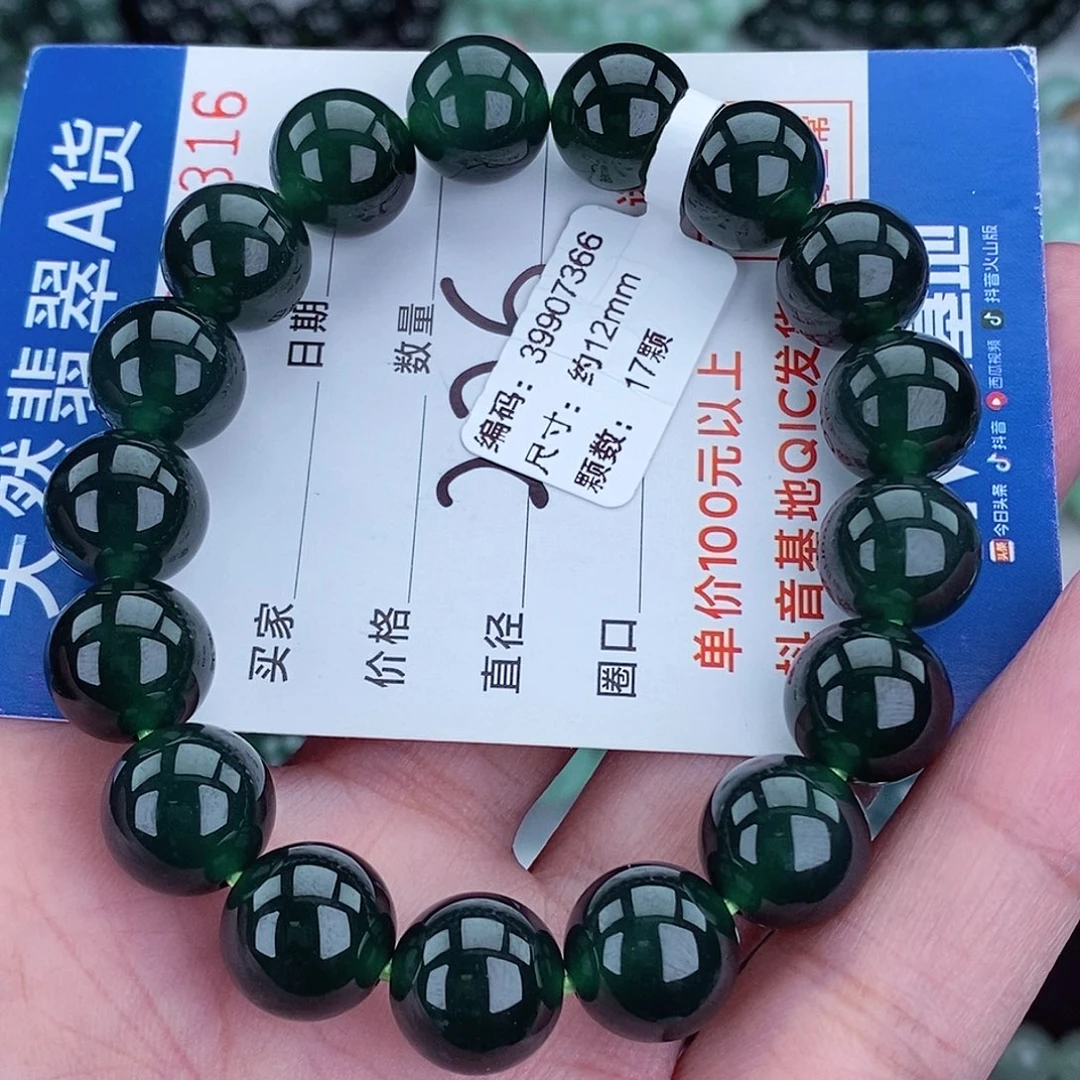 天然翡翠A货
316
日期
数量
编码：39907366
尺寸：约12mm
颗数：17颗
买家
价格
直径
圈口
单价100元以上
抖音基地QIC发货
基地
今日头条 抖音 西瓜视频 抖音火山版